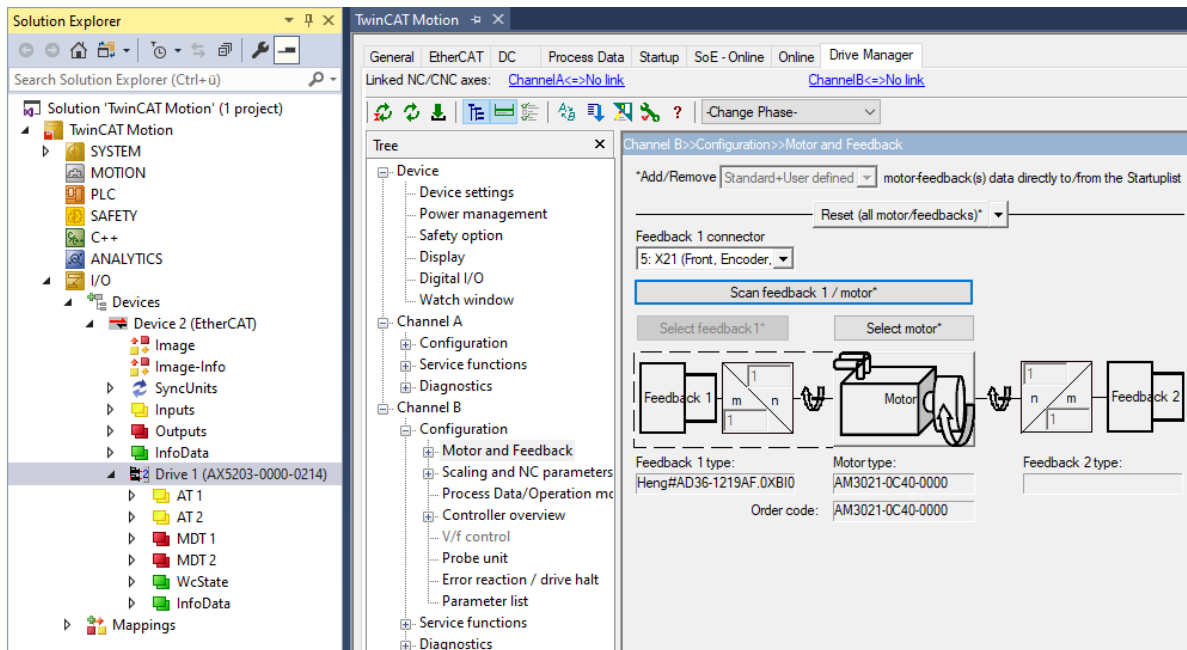 Solution Explorer
Search Solution Explorer (Ctrl+ü)
Solution 'TwinCAT Motion' (1 project)
TwinCAT Motion
SYSTEM
MOTION
PLC
SAFETY
C++
ANALYTICS
I/O
Devices
Device 2 (EtherCAT)
Image
Image-Info
SyncUnits
Inputs
Outputs
InfoData
Drive 1 (AX5203-0000-0214)
AT 1
AT 2
MDT 1
MDT 2
WcState
InfoData
Mappings
TwinCAT Motion
General EtherCAT DC Process Data Startup SoE - Online Online Drive Manager
Linked NC/CNC axes: ChannelA<=>No link ChannelB<=>No link
-Change Phase-
Tree
Device
Device settings
Power management
Safety option
Display
Digital I/O
Watch window
Channel A
Configuration
Service functions
Diagnostics
Channel B
Configuration
Motor and Feedback
Scaling and NC parameters
Process Data/Operation mo
Controller overview
V/f control
Probe unit
Error reaction / drive halt
Parameter list
Service functions
Diagnostics
Channel B>>Configuration>>Motor and Feedback
*Add/Remove Standard+User defined motor-feedback(s) data directly to/from the Startuplist
Reset (all motor/feedbacks)*
Feedback 1 connector
5: X21 (Front, Encoder,
Scan feedback 1 / motor*
Select feedback1* Select motor*
Feedback 1 1 m n 1 Motor 1 n m 1 Feedback 2
Feedback 1 type: Motor type: Feedback 2 type:
Heng#AD36-1219AF.0XBI0 AM3021-0C40-0000
Order code: AM3021-0C40-0000